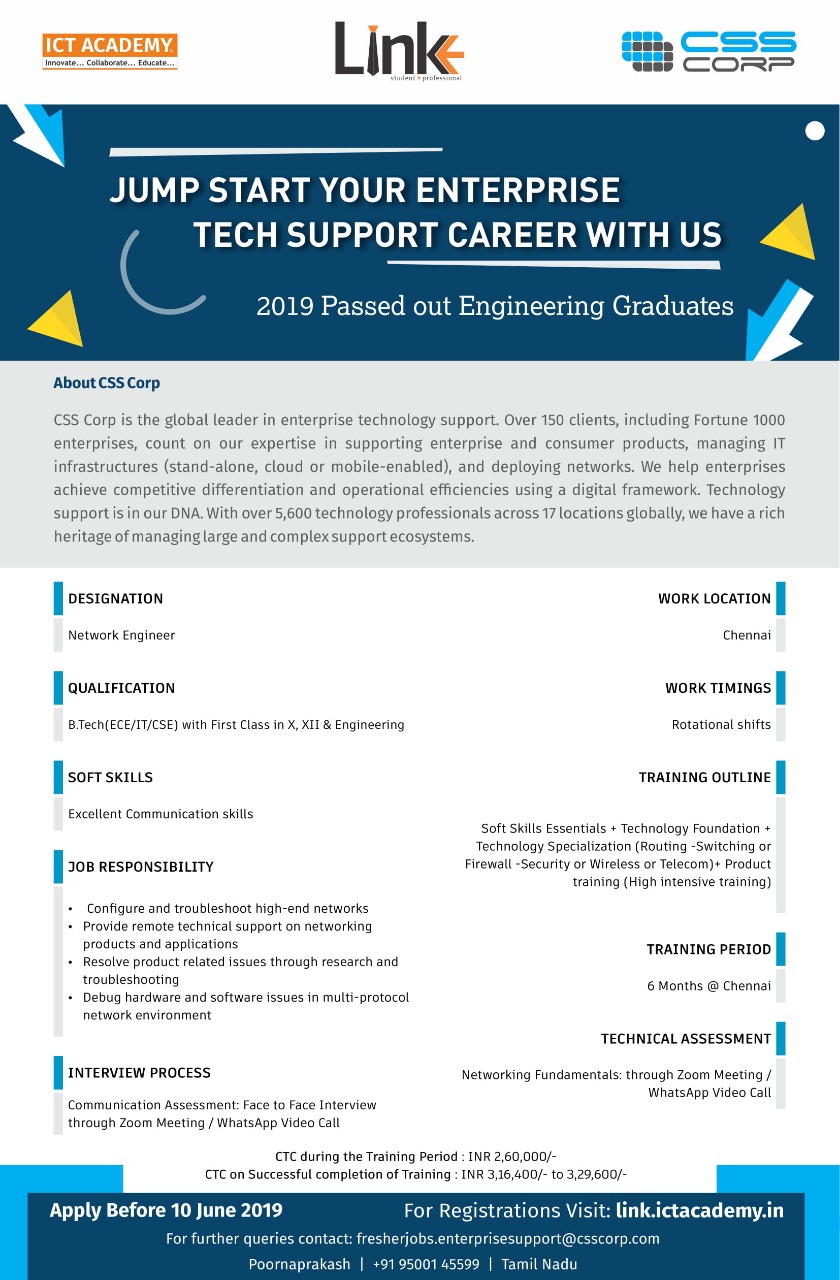 ICT ACADEMY
Innovate... Collaborate... Educate...
Link
student > professional
CSS
CORP
JUMP START YOUR ENTERPRISE
TECH SUPPORT CAREER WITH US
2019 Passed out Engineering Graduates
About CSS Corp
CSS Corp is the global leader in enterprise technology support. Over 150 clients, including Fortune 1000
enterprises, count on our expertise in supporting enterprise and consumer products, managing IT
infrastructures (stand-alone, cloud or mobile-enabled), and deploying networks. We help enterprises
achieve competitive differentiation and operational efficiencies using a digital framework. Technology
support is in our DNA. With over 5,600 technology professionals across 17 locations globally, we have a rich
heritage of managing large and complex support ecosystems.
DESIGNATION
Network Engineer
QUALIFICATION
B.Tech(ECE/IT/CSE) with First Class in X, XII & Engineering
SOFT SKILLS
Excellent Communication skills
JOB RESPONSIBILITY
• Configure and troubleshoot high-end networks
• Provide remote technical support on networking
products and applications
• Resolve product related issues through research and
troubleshooting
• Debug hardware and software issues in multi-protocol
network environment
INTERVIEW PROCESS
Communication Assessment: Face to Face Interview
through Zoom Meeting / WhatsApp Video Call
WORK LOCATION
Chennai
WORK TIMINGS
Rotational shifts
TRAINING OUTLINE
Soft Skills Essentials + Technology Foundation +
Technology Specialization (Routing -Switching or
Firewall -Security or Wireless or Telecom)+ Product
training (High intensive training)
TRAINING PERIOD
6 Months @ Chennai
TECHNICAL ASSESSMENT
Networking Fundamentals: through Zoom Meeting /
WhatsApp Video Call
CTC during the Training Period : INR 2,60,000/-
CTC on Successful completion of Training : INR 3,16,400/- to 3,29,600/-
Apply Before 10 June 2019
For Registrations Visit: link.ictacademy.in
For further queries contact: fresherjobs.enterprisesupport@csscorp.com
Poornaprakash | +91 95001 45599 | Tamil Nadu